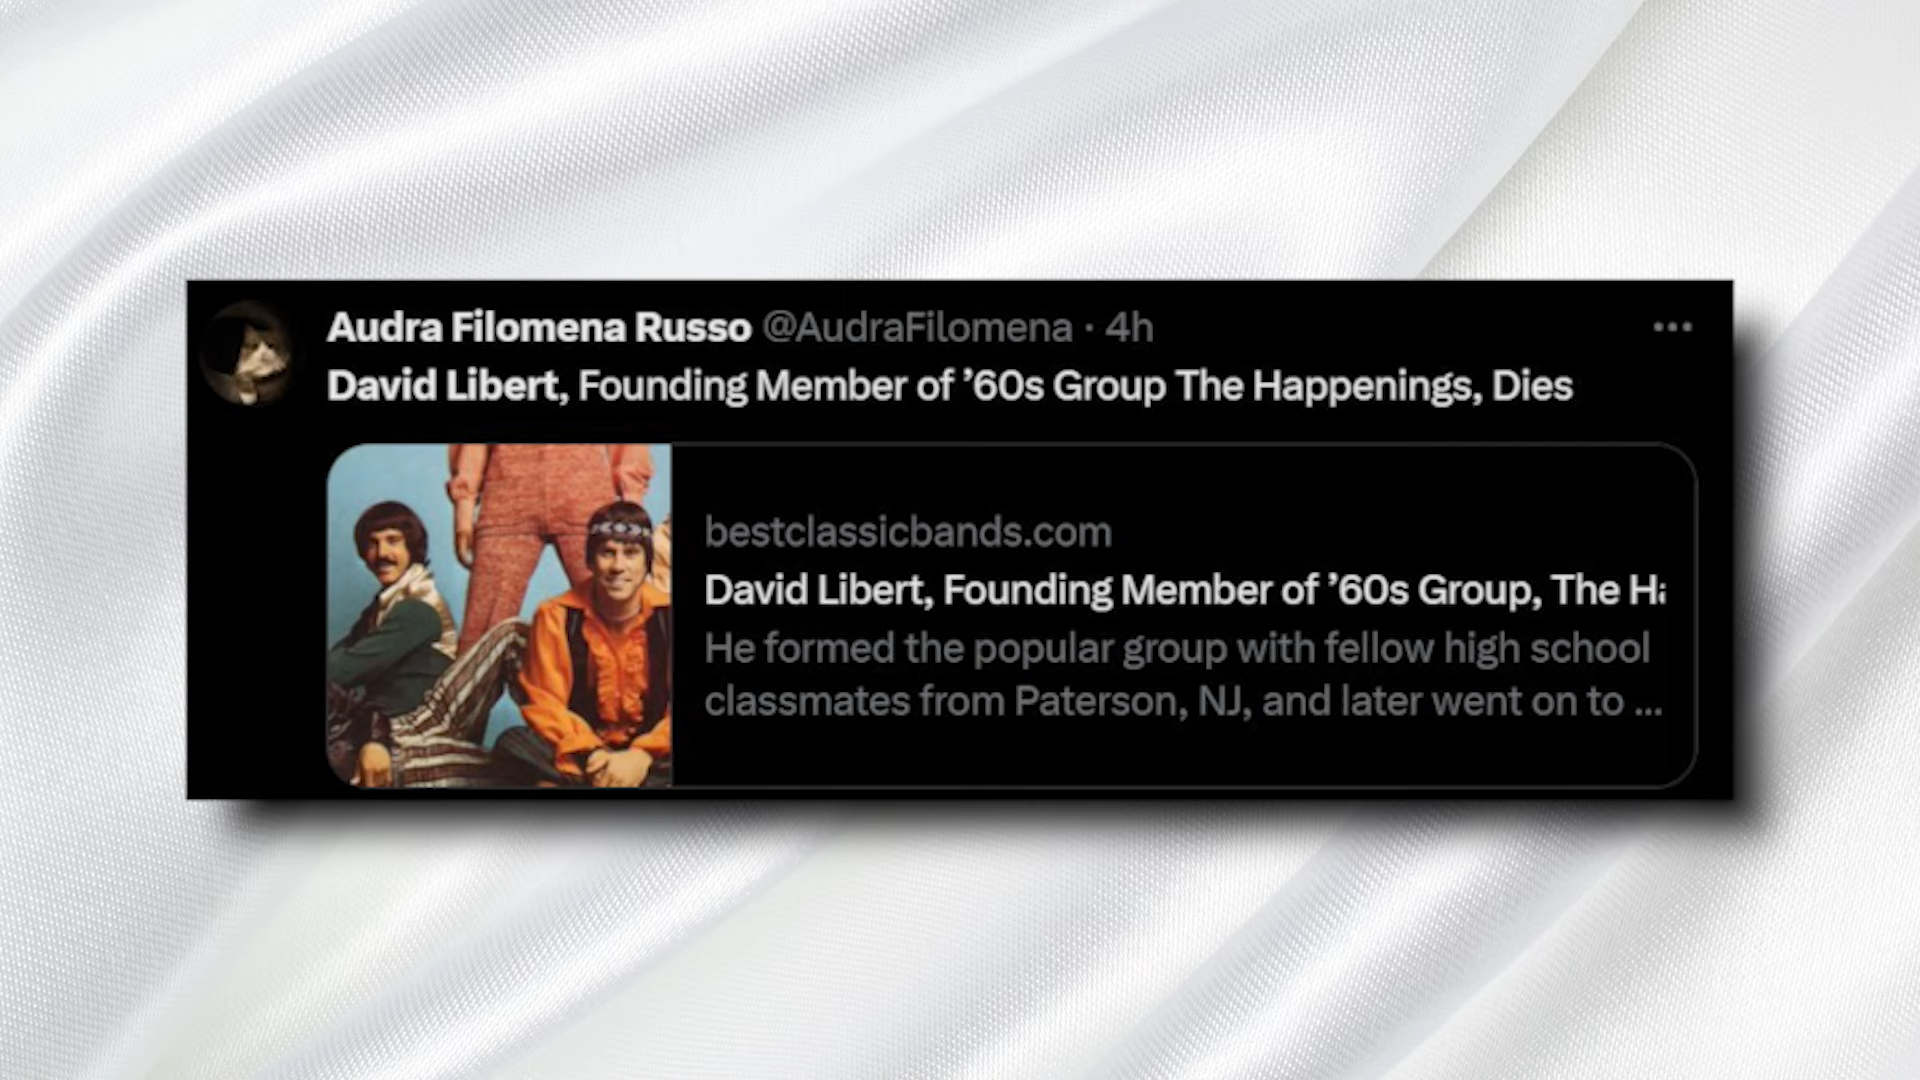 Audra Filomena Russo @AudraFilomena · 4h
David Libert, Founding Member of ’60s Group The Happenings, Dies
bestclassicbands.com
David Libert, Founding Member of ’60s Group, The Ha
He formed the popular group with fellow high school
classmates from Paterson, NJ, and later went on to ...